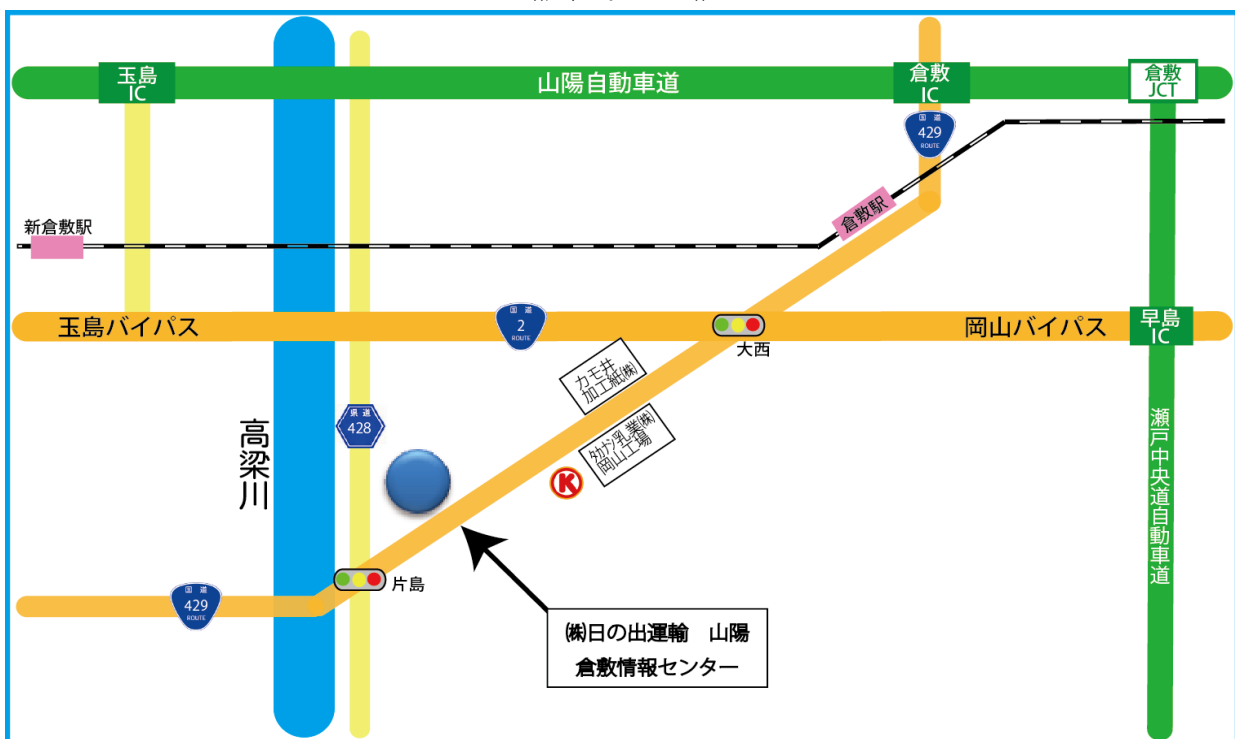 玉島
IC
山陽自動車道
倉敷
IC
倉敷
JCT
国道
429
ROUTE
新倉敷駅
倉敷駅
玉島バイパス
国道
2
ROUTE
大西
岡山バイパス
早島
IC
カモ井
加工紙㈱
タカナシ乳業㈱
岡山工場
県道
428
高梁川
K
瀬戸中央道自動車道
片島
国道
429
ROUTE
㈱日の出運輸　山陽
倉敷情報センター